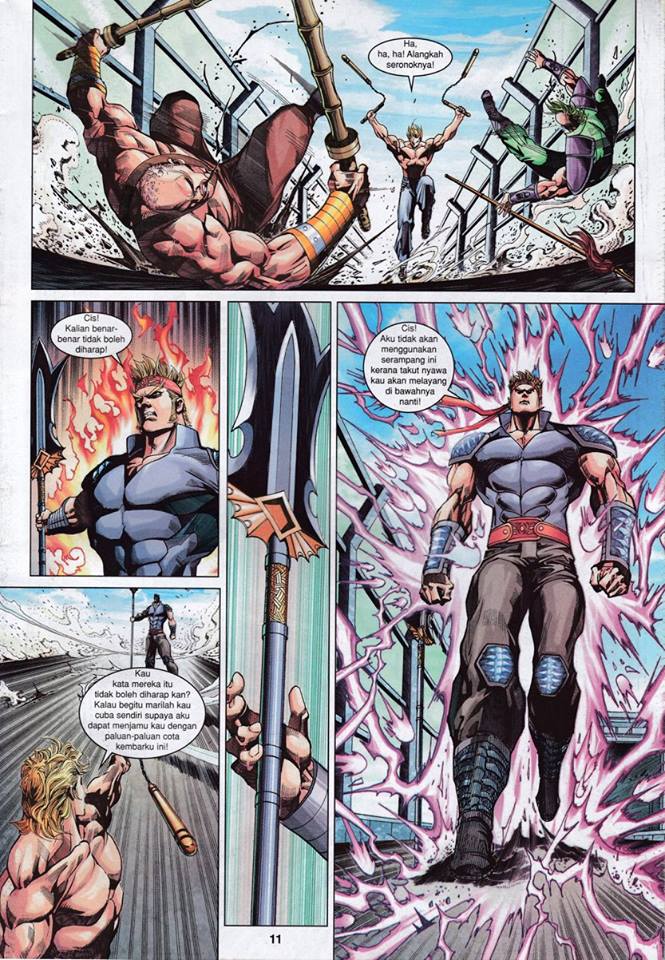 Ha,
ha, ha! Alangkah
seronoknya!
Cis!
Kalian benar-
benar tidak boleh
diharap!
Cis!
Aku tidak akan
menggunakan
serampang ini
kerana takut nyawa
kau akan melayang
di bawahnya
nanti!
Kau
kata mereka itu
tidak boleh diharap kan?
Kalau begitu marilah kau
cuba sendiri supaya aku
dapat menjamu kau dengan
paluan-paluan cota
kembarku ini!
11